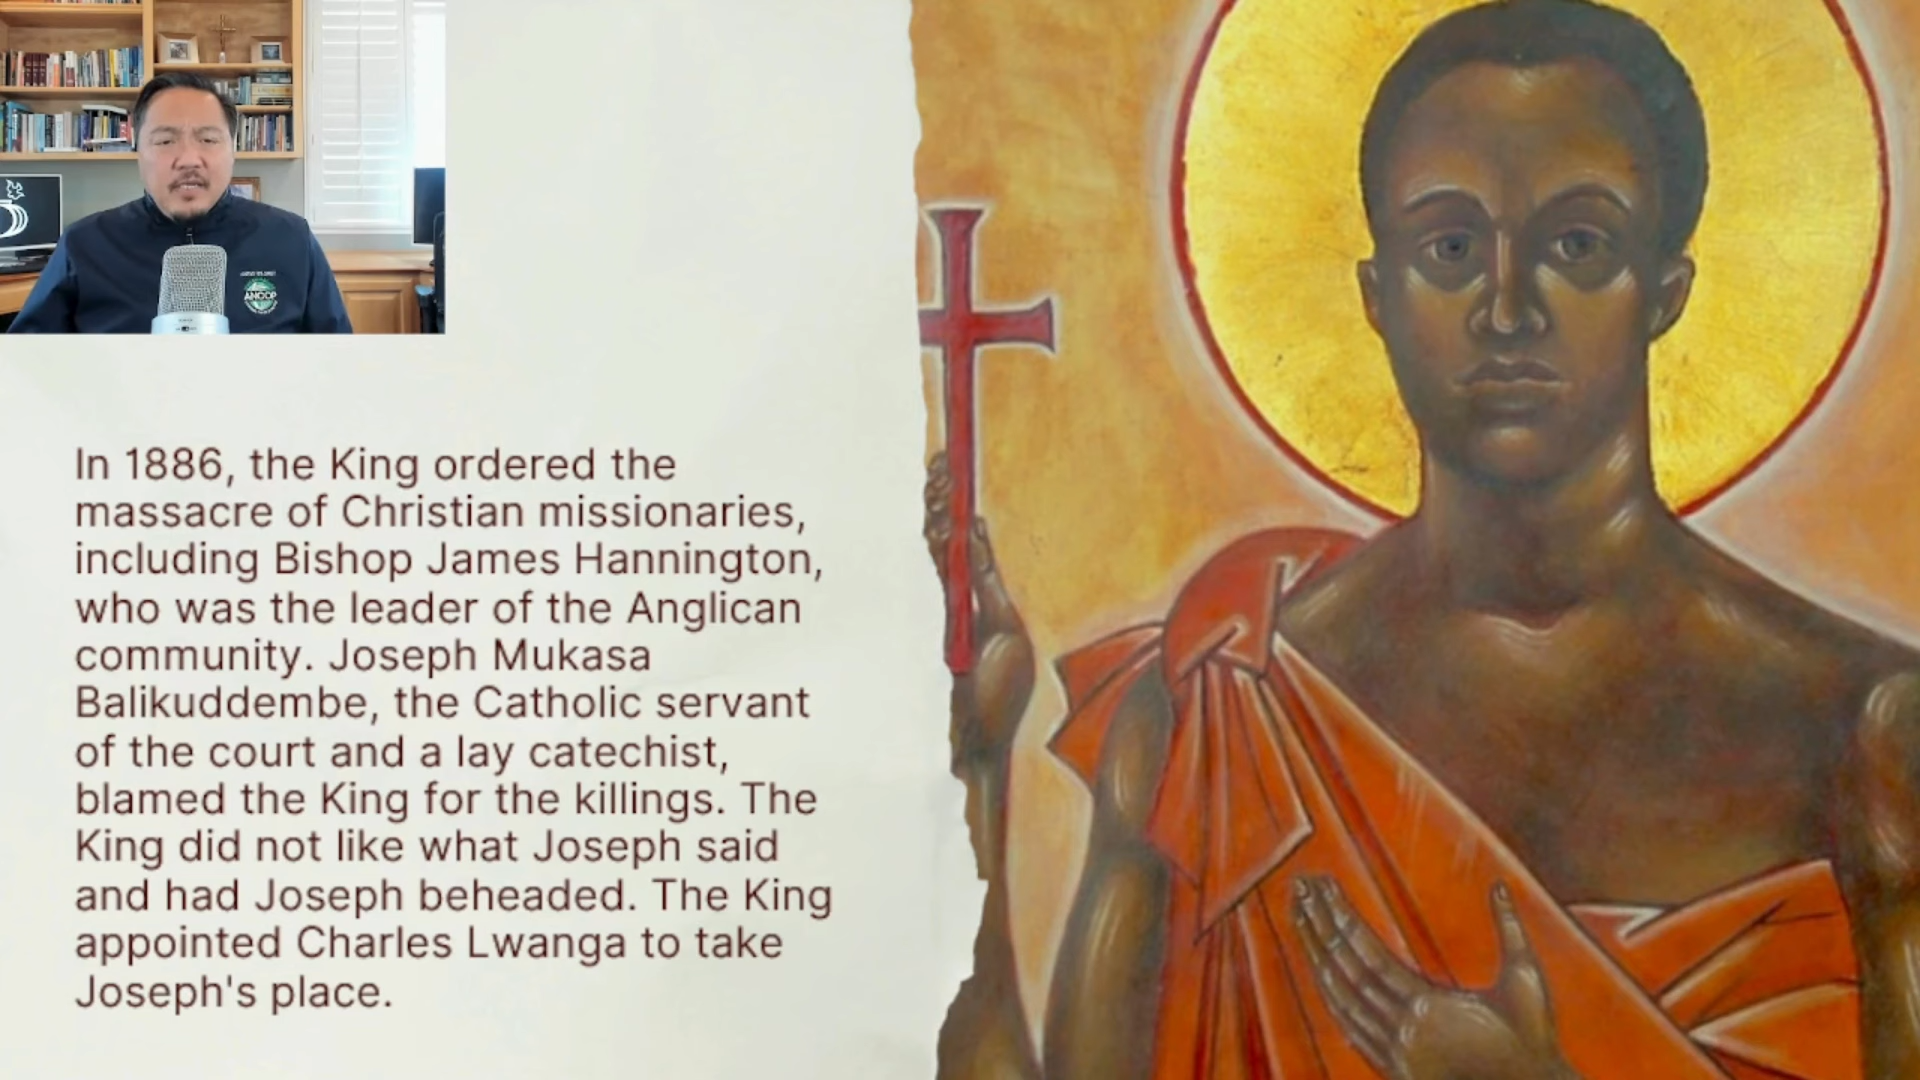 ANCOP
In 1886, the King ordered the
massacre of Christian missionaries,
including Bishop James Hannington,
who was the leader of the Anglican
community. Joseph Mukasa
Balikuddembe, the Catholic servant
of the court and a lay catechist,
blamed the King for the killings. The
King did not like what Joseph said
and had Joseph beheaded. The King
appointed Charles Lwanga to take
Joseph's place.